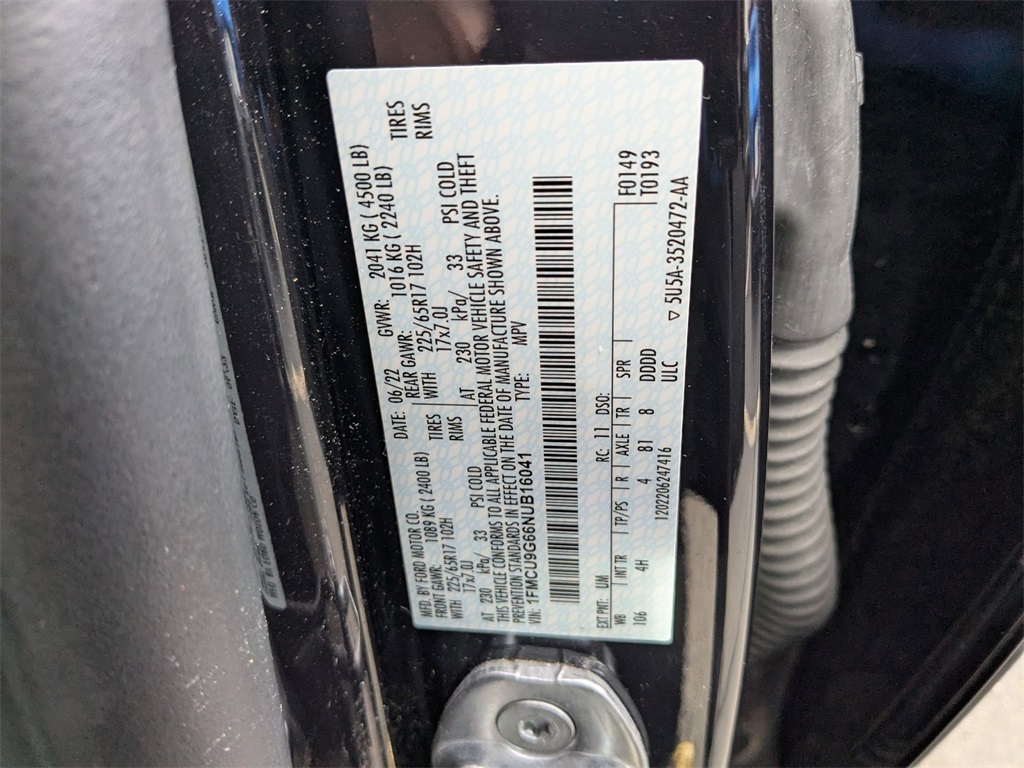 MFD. BY FORD MOTOR CO.
DATE: 06/22 GVWR: 2041 KG ( 4500 LB)
FRONT GAWR: 1089 KG ( 2400 LB) REAR GAWR: 1016 KG ( 2240 LB)
WITH 225/65R17 102H TIRES WITH 225/65R17 102H TIRES
17x7.0J RIMS 17x7.0J RIMS
AT 230 kPa/ 33 PSI COLD AT 230 kPa/ 33 PSI COLD
THIS VEHICLE CONFORMS TO ALL APPLICABLE FEDERAL MOTOR VEHICLE SAFETY AND THEFT
PREVENTION STANDARDS IN EFFECT ON THE DATE OF MANUFACTURE SHOWN ABOVE.
VIN: 1FMCU9G66NUB16041 TYPE: MPV
EXT PNT: UM RC: 11 DSO: F0149
WB INT TR TP/PS R AXLE TR SPR T0193
106 4H 4 81 8 DDDD
1202206247416 ULC
▽ 5U5A-3520472-AA